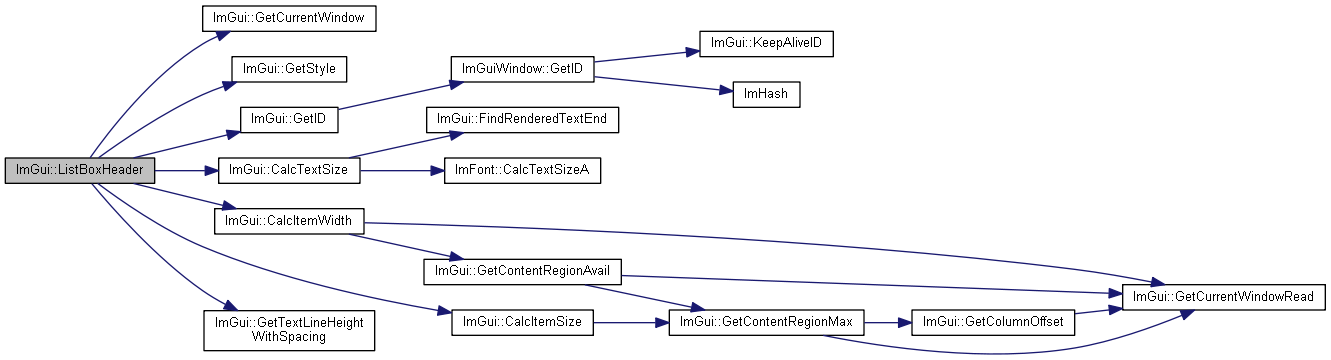 ImGui::GetCurrentWindow
ImGui::KeepAliveID
ImGui::GetStyle
ImGuiWindow::GetID
ImHash
ImGui::GetID
ImGui::FindRenderedTextEnd
ImGui::ListBoxHeader
ImGui::CalcTextSize
ImFont::CalcTextSizeA
ImGui::CalcItemWidth
ImGui::GetContentRegionAvail
ImGui::GetCurrentWindowRead
ImGui::GetTextLineHeight
WithSpacing
ImGui::CalcItemSize
ImGui::GetContentRegionMax
ImGui::GetColumnOffset